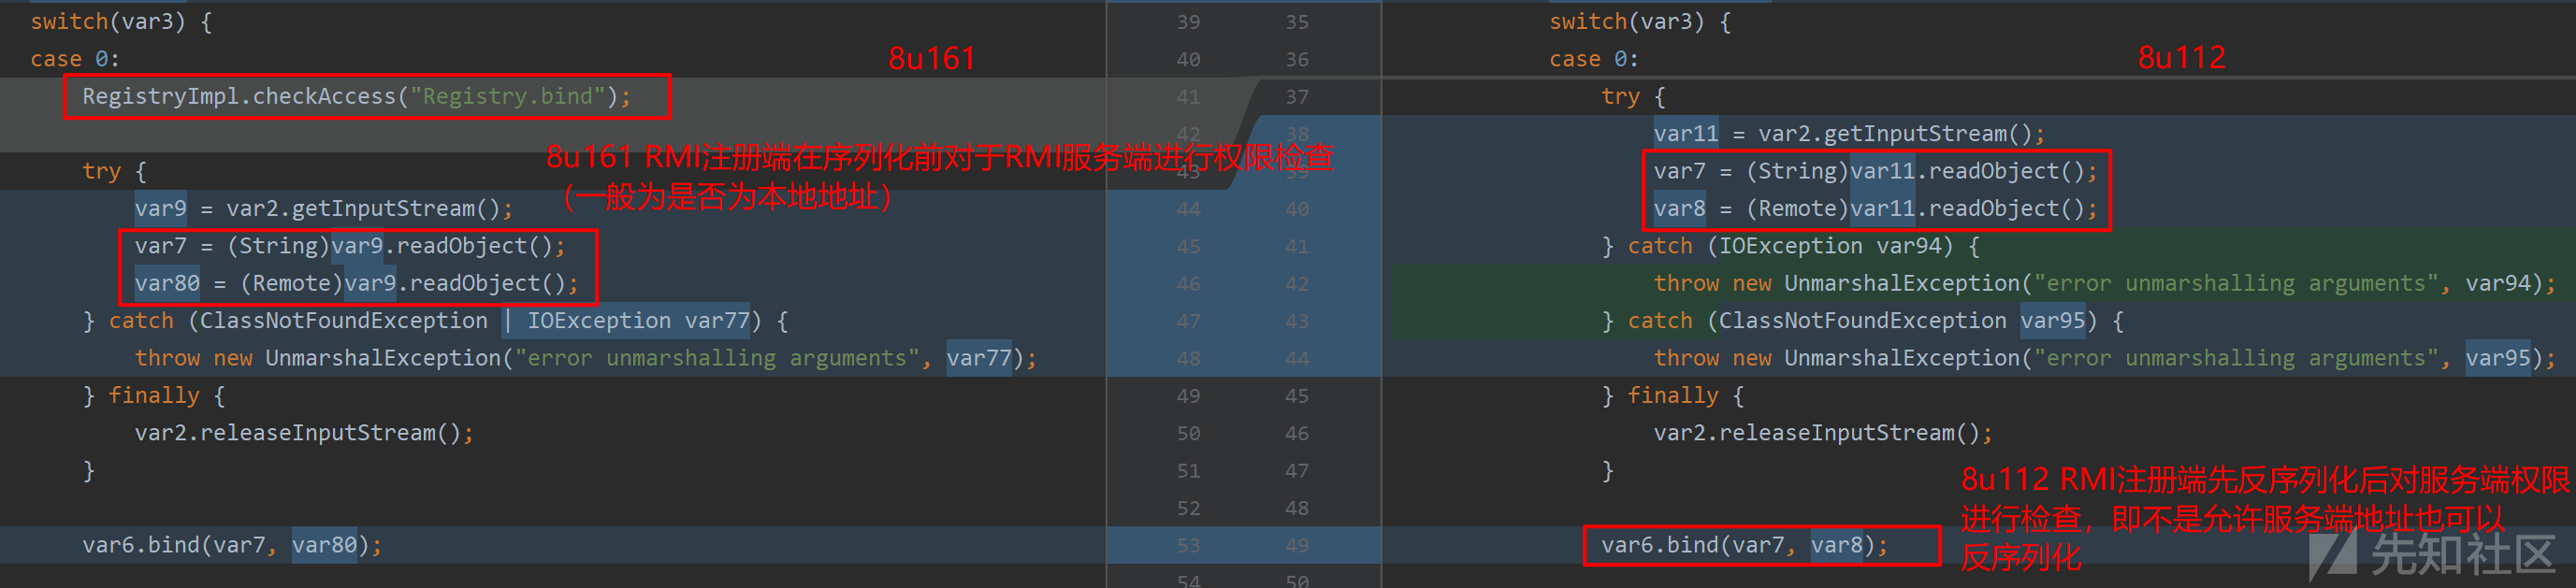 switch(var3) {
case 0:
8u161
RegistryImpl.checkAccess("Registry.bind");
8u161 RMI注册端在序列化前对于RMI服务端进行权限检查
（一般为是否为本地地址）
try {
var9 = var2.getInputStream();
var7 = (String)var9.readObject();
var80 = (Remote)var9.readObject();
} catch (ClassNotFoundException | IOException var77) {
throw new UnmarshalException("error unmarshalling arguments", var77);
} finally {
var2.releaseInputStream();
}
var6.bind(var7, var80);
39 35
40 36
41 37
42 38
43 39
44 40
45 41
46 42
47 43
48 44
49 45
50 46
51 47
52 48
53 49
54 50
switch(var3) {
case 0:
8u112
try {
var11 = var2.getInputStream();
var7 = (String)var11.readObject();
var8 = (Remote)var11.readObject();
} catch (IOException var94) {
throw new UnmarshalException("error unmarshalling arguments", var94);
} catch (ClassNotFoundException var95) {
throw new UnmarshalException("error unmarshalling arguments", var95);
} finally {
var2.releaseInputStream();
}
var6.bind(var7, var8);
8u112 RMI注册端先反序列化后对服务端权限
进行检查，即不是允许服务端地址也可以
反序列化
先知社区